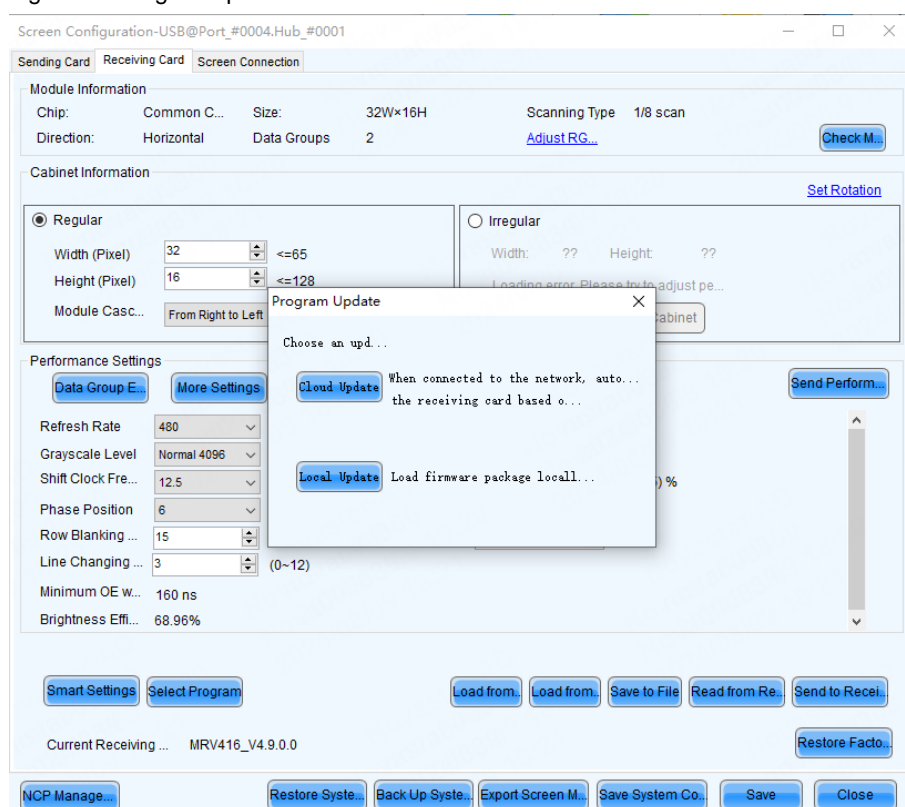 Screen Configuration-USB@Port_#0004.Hub_#0001
Sending Card Receiving Card Screen Connection
Module Information
Chip: Common C... Size: 32W×16H Scanning Type 1/8 scan
Direction: Horizontal Data Groups 2 Adjust RG... Check M...
Cabinet Information
Set Rotation
Regular Irregular
Width (Pixel) 32 <=65 Width: ?? Height: ??
Height (Pixel) 16 <=128 Loading error. Please try to adjust pe...
Module Casc... From Right to Left abinet
Program Update
Choose an upd...
Cloud Update When connected to the network, auto...
the receiving card based o...
Local Update Load firmware package locall...
Performance Settings
Data Group E... More Settings Send Perform...
Refresh Rate 480
Grayscale Level Normal 4096
Shift Clock Fre... 12.5 ) %
Phase Position 6
Row Blanking ... 15
Line Changing ... 3 (0~12)
Minimum OE w... 160 ns
Brightness Effi... 68.96%
Smart Settings Select Program Load from.. Load from.. Save to File Read from Re... Send to Recei..
Current Receiving ... MRV416_V4.9.0.0 Restore Facto...
NCP Manage... Restore Syste... Back Up Syste... Export Screen M... Save System Co... Save Close